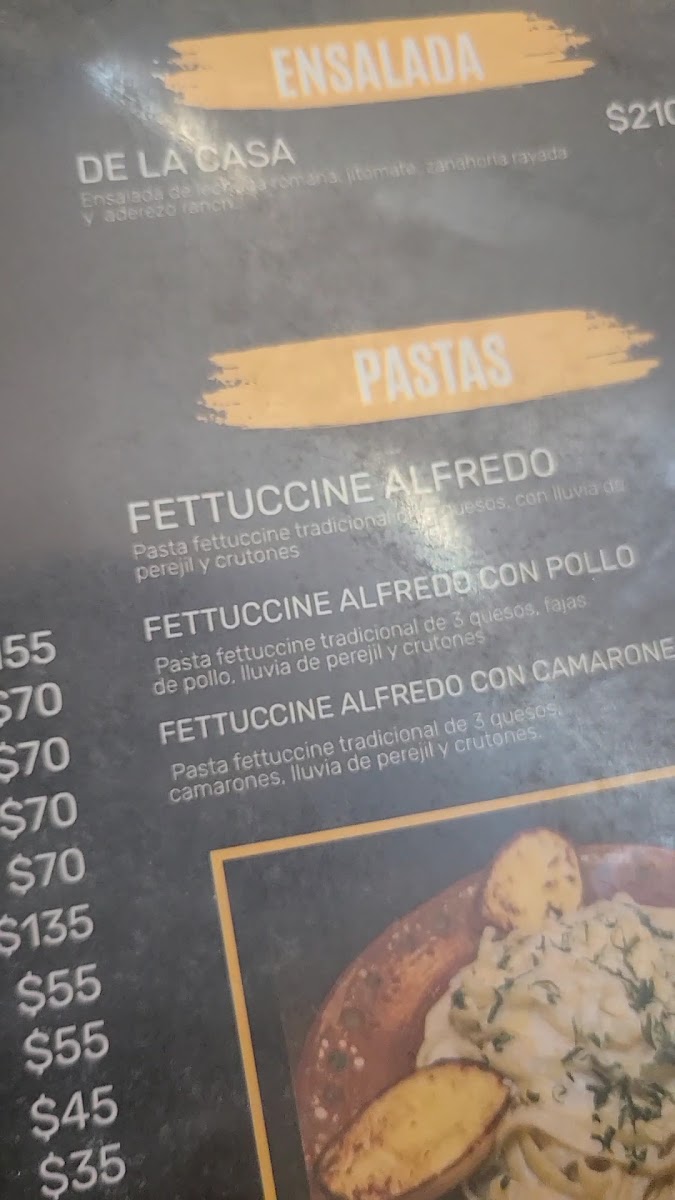 ENSALADA
DE LA CASA
$210
Ensalada de lechuga romana, jitomate, zanahoria rayada
y aderezo ranch.
PASTAS
FETTUCCINE ALFREDO
Pasta fettuccine tradicional quesos, con lluvia de
perejil y crutones
FETTUCCINE ALFREDO CON POLLO
Pasta fettuccine tradicional de 3 quesos, fajas
de pollo, lluvia de perejil y crutones
FETTUCCINE ALFREDO CON CAMARONE
Pasta fettuccine tradicional de 3 quesos,
camarones, lluvia de perejil y crutones.
155
$70
$70
$70
$70
$135
$55
$55
$45
$35